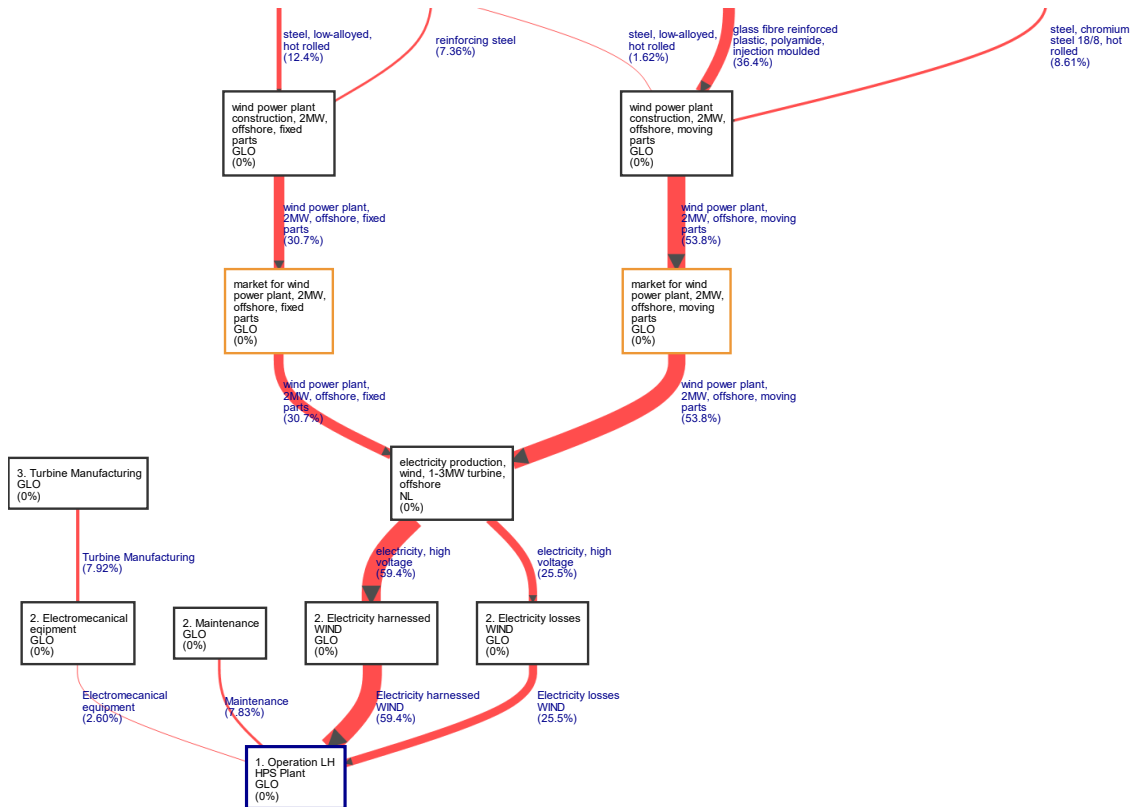 steel, low-alloyed,
hot rolled
(12.4%)
reinforcing steel
(7.36%)
steel, low-alloyed,
hot rolled
(1.62%)
glass fibre reinforced
plastic, polyamide,
injection moulded
(36.4%)
steel, chromium
steel 18/8, hot
rolled
(8.61%)
wind power plant
construction, 2MW,
offshore, fixed
parts
GLO
(0%)
wind power plant
construction, 2MW,
offshore, moving
parts
GLO
(0%)
wind power plant,
2MW, offshore, fixed
parts
(30.7%)
wind power plant,
2MW, offshore, moving
parts
(53.8%)
market for wind
power plant, 2MW,
offshore, fixed
parts
GLO
(0%)
market for wind
power plant, 2MW,
offshore, moving
parts
GLO
(0%)
wind power plant,
2MW, offshore, fixed
parts
(30.7%)
wind power plant,
2MW, offshore, moving
parts
(53.8%)
3. Turbine Manufacturing
GLO
(0%)
electricity production,
wind, 1-3MW turbine,
offshore
NL
(0%)
Turbine Manufacturing
(7.92%)
electricity, high
voltage
(59.4%)
electricity, high
voltage
(25.5%)
2. Electromecanical
eqipment
GLO
(0%)
2. Maintenance
GLO
(0%)
2. Electricity harnessed
WIND
GLO
(0%)
2. Electricity losses
WIND
GLO
(0%)
Electromecanical
equipment
(2.60%)
Maintenance
(7.83%)
Electricity harnessed
WIND
(59.4%)
Electricity losses
WIND
(25.5%)
1. Operation LH
HPS Plant
GLO
(0%)